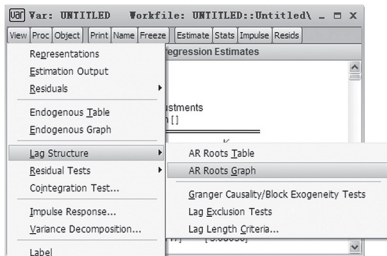 Var Var: UNTITLED Workfile: UNTITLED::Untitled\
View Proc Object Print Name Freeze Estimate Stats Impulse Resids
egression Estimates
Representations
Estimation Output
Residuals
Endogenous Table
Endogenous Graph
Lag Structure
Residual Tests
Cointegration Test...
Impulse Response...
Variance Decomposition...
Label
AR Roots Table
AR Roots Graph
Granger Causality/Block Exogeneity Tests
Lag Exclusion Tests
Lag Length Criteria...